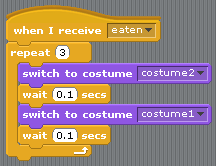 when I receive eaten
repeat 3
switch to costume costume2
wait 0.1 secs
switch to costume costume1
wait 0.1 secs